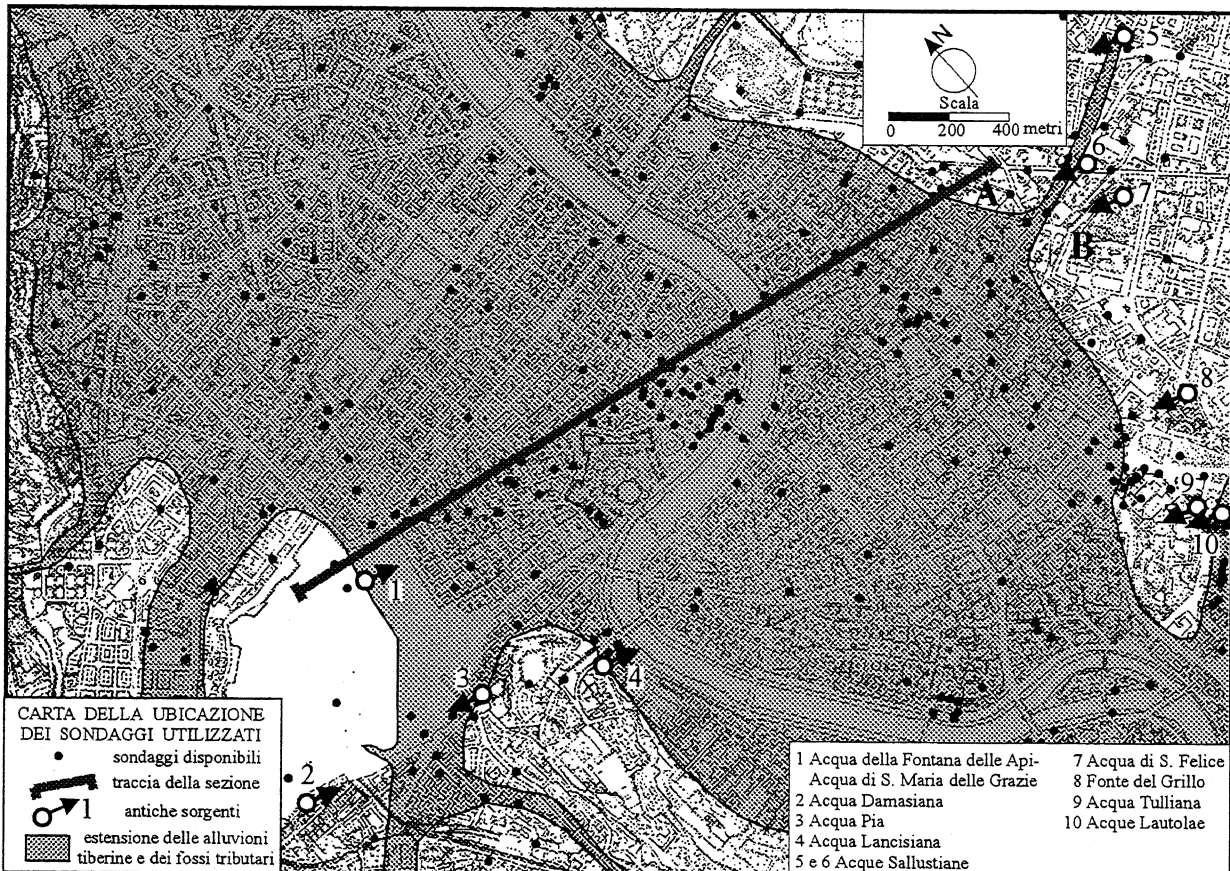 N
Scala
0 200 400 metri
5
6
7
A
B
8
9
10
1
3
4
2
CARTA DELLA UBICAZIONE
DEI SONDAGGI UTILIZZATI
sondaggi disponibili
traccia della sezione
1 antiche sorgenti
estensione delle alluvioni
tiberine e dei fossi tributari
1 Acqua della Fontana delle Api-
Acqua di S. Maria delle Grazie
2 Acqua Damasiana
3 Acqua Pia
4 Acqua Lancisiana
5 e 6 Acque Sallustiane
7 Acqua di S. Felice
8 Fonte del Grillo
9 Acqua Tulliana
10 Acque Lautolae